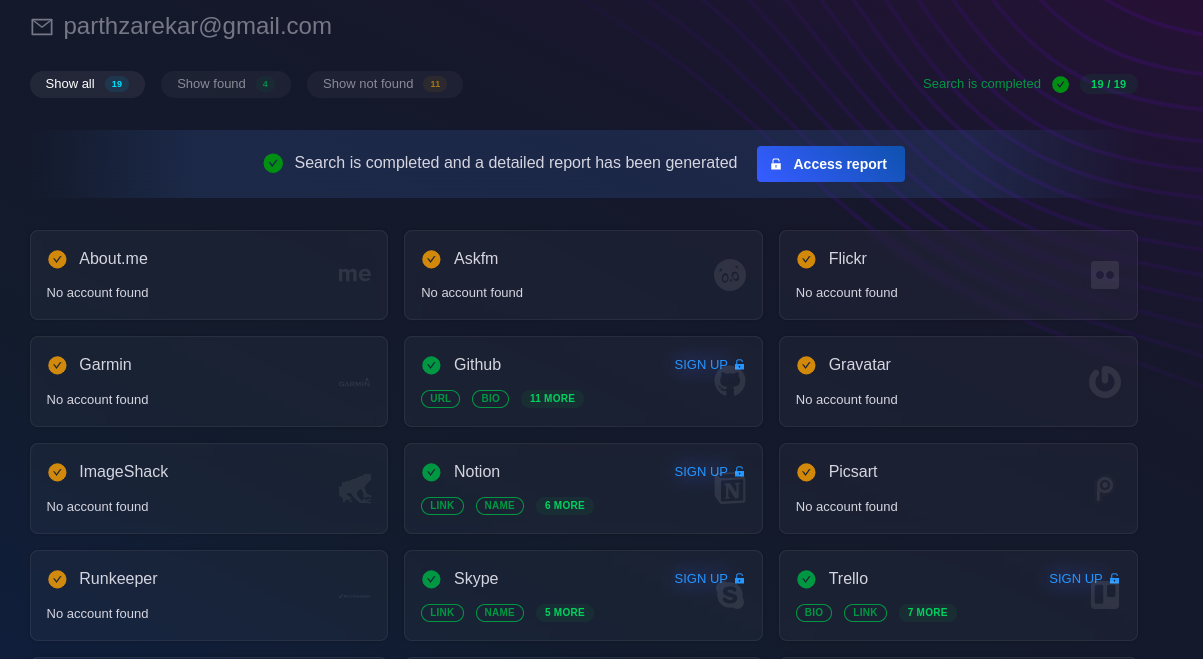 parthzarekar@gmail.com
Show all 19 Show found 4 Show not found 11 Search is completed 19 / 19
Search is completed and a detailed report has been generated Access report
About.me Askfm Flickr
me
No account found No account found No account found
Garmin Github SIGN UP Gravatar
No account found URL BIO 11 MORE No account found
ImageShack Notion SIGN UP Picsart
No account found LINK NAME 6 MORE No account found
Runkeeper Skype SIGN UP Trello SIGN UP
No account found LINK NAME 5 MORE BIO LINK 7 MORE